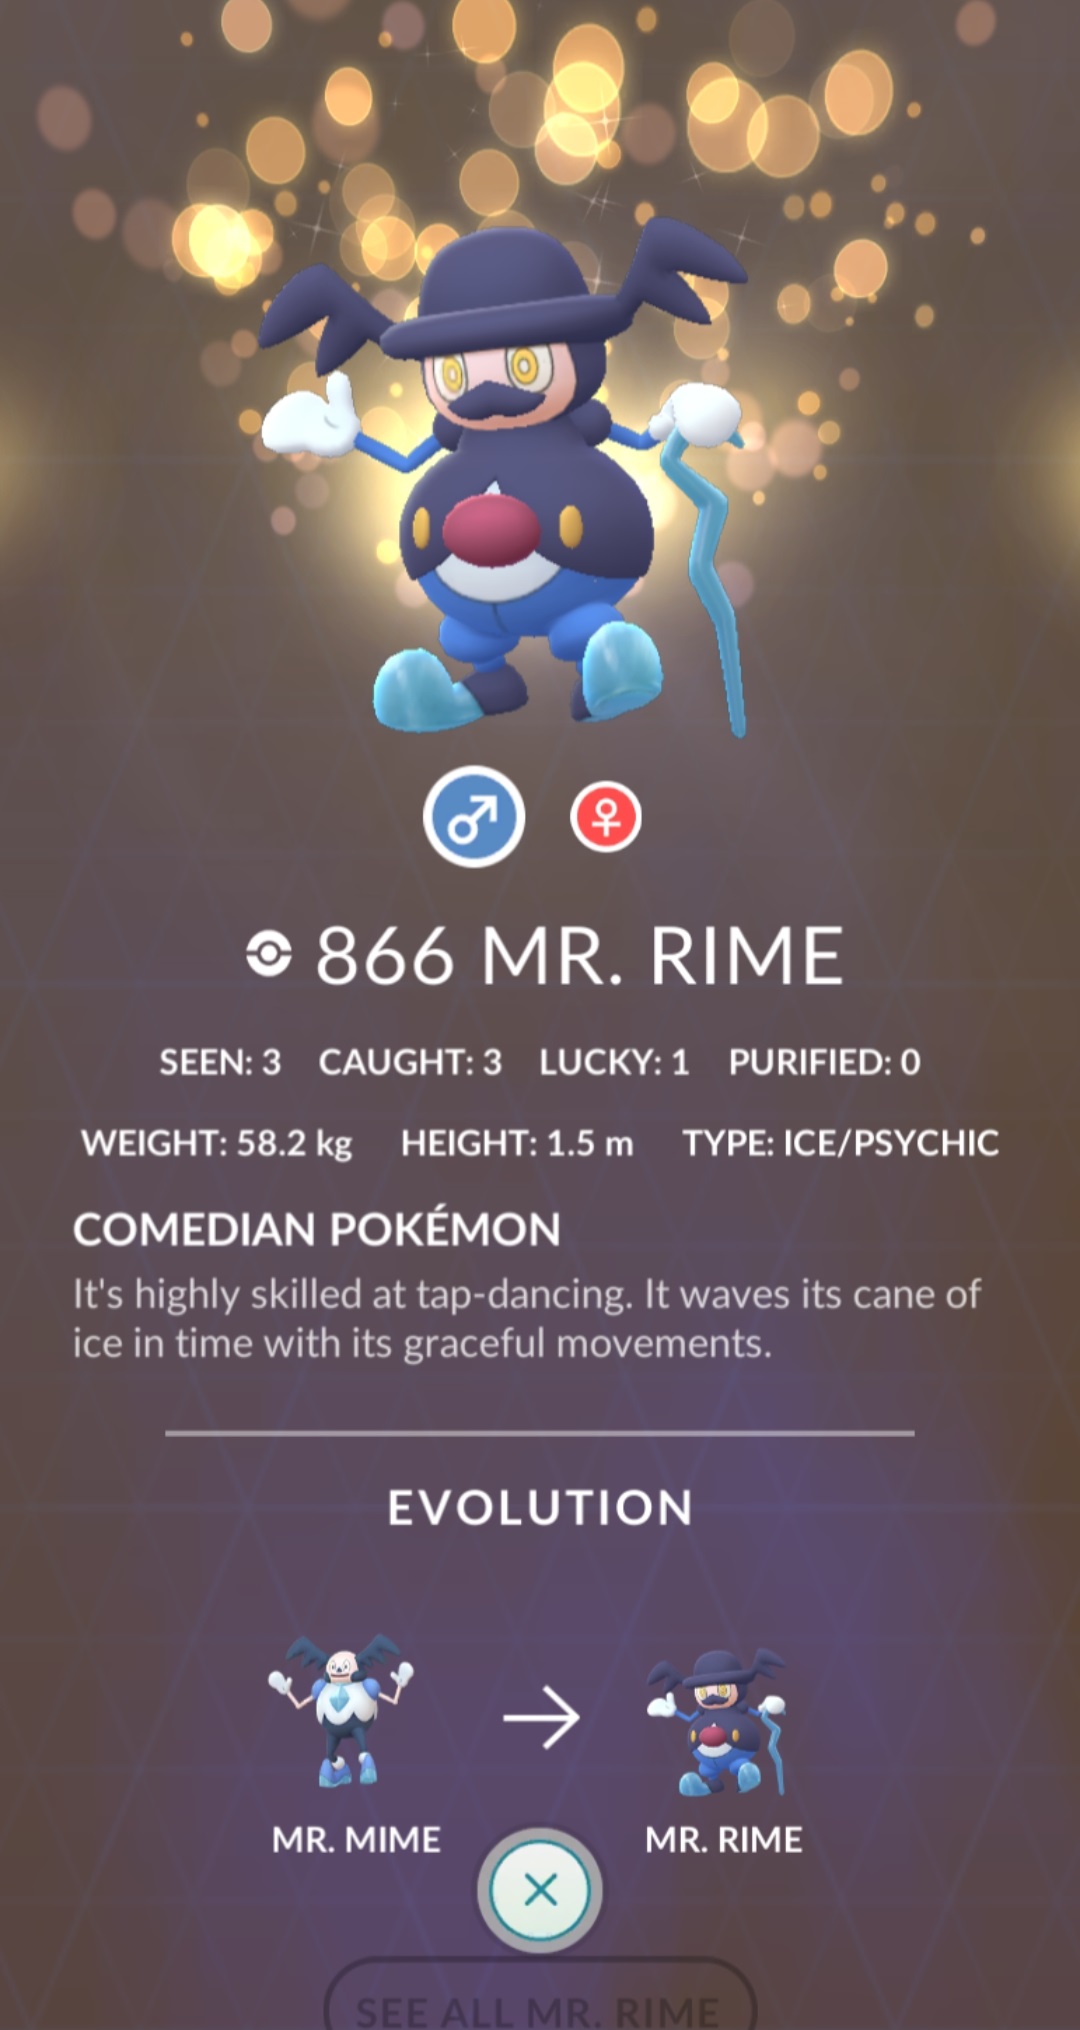 866 MR. RIME
SEEN: 3 CAUGHT: 3 LUCKY: 1 PURIFIED: 0
WEIGHT: 58.2 kg HEIGHT: 1.5 m TYPE: ICE/PSYCHIC
COMEDIAN POKÉMON
It's highly skilled at tap-dancing. It waves its cane of
ice in time with its graceful movements.
EVOLUTION
MR. MIME MR. RIME
SEE ALL MR. RIME